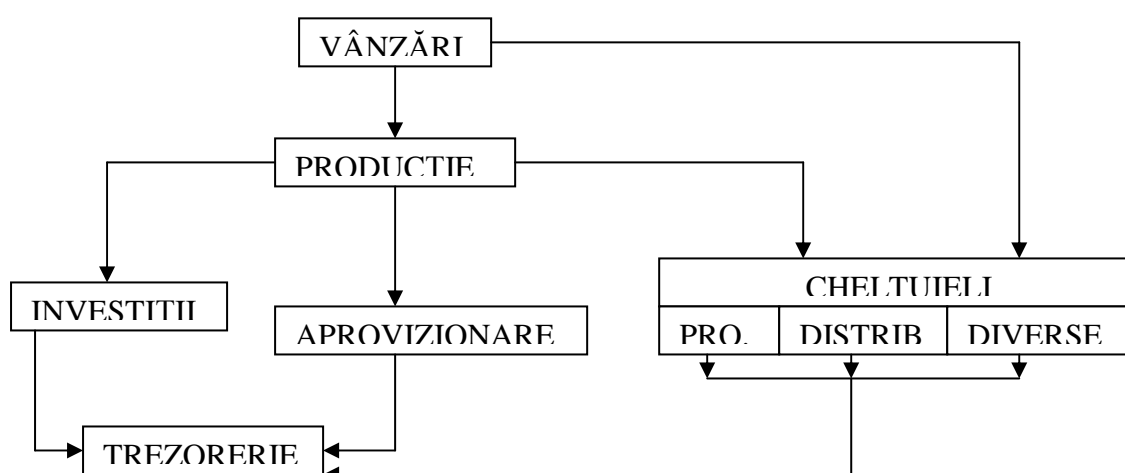 VÂNZĂRI
PRODUCTIE
INVESTITII
APROVIZIONARE
CHELTUIELI
PRO. DISTRIB DIVERSE
TREZORERIE